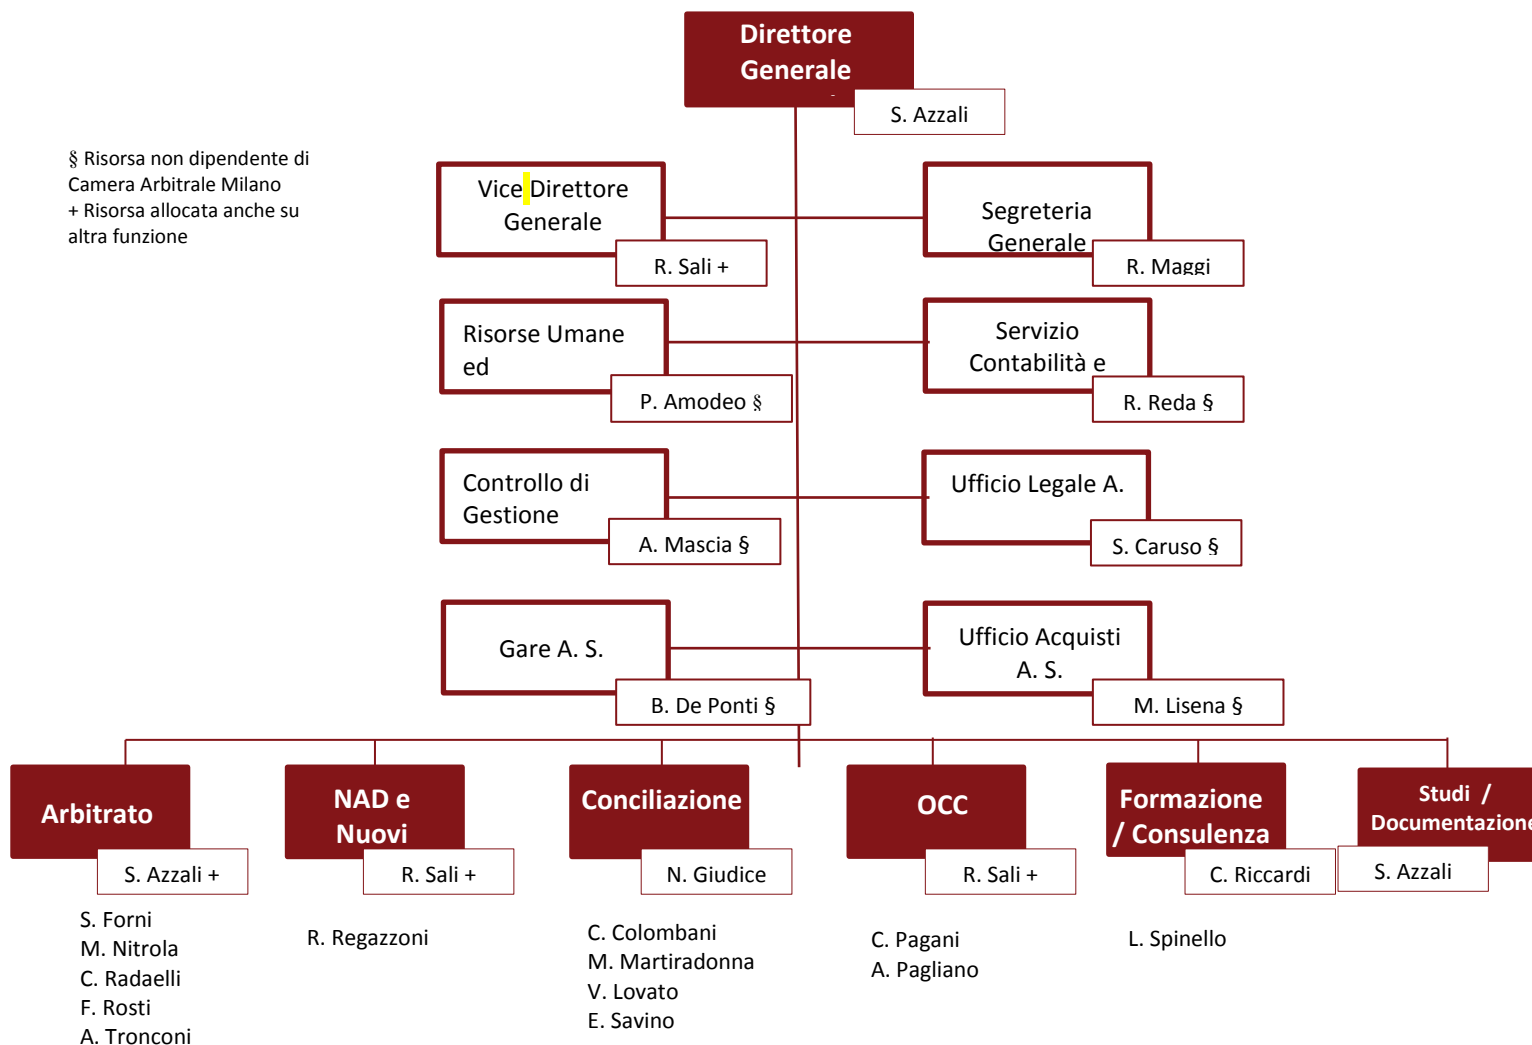 Direttore
Generale
S. Azzali
§ Risorsa non dipendente di
Camera Arbitrale Milano
+ Risorsa allocata anche su
altra funzione
Vice Direttore
Generale
R. Sali +
Segreteria
Generale
R. Maggi
Risorse Umane
ed
P. Amodeo §
Servizio
Contabilità e
R. Reda §
Controllo di
Gestione
A. Mascia §
Ufficio Legale A.
S. Caruso §
Gare A. S.
B. De Ponti §
Ufficio Acquisti
A. S.
M. Lisena §
Arbitrato
S. Azzali +
S. Forni
M. Nitrola
C. Radaelli
F. Rosti
A. Tronconi
NAD e
Nuovi
R. Sali +
R. Regazzoni
Conciliazione
N. Giudice
C. Colombani
M. Martiradonna
V. Lovato
E. Savino
OCC
R. Sali +
C. Pagani
A. Pagliano
Formazione
/ Consulenza
C. Riccardi
L. Spinello
Studi /
Documentazione
S. Azzali